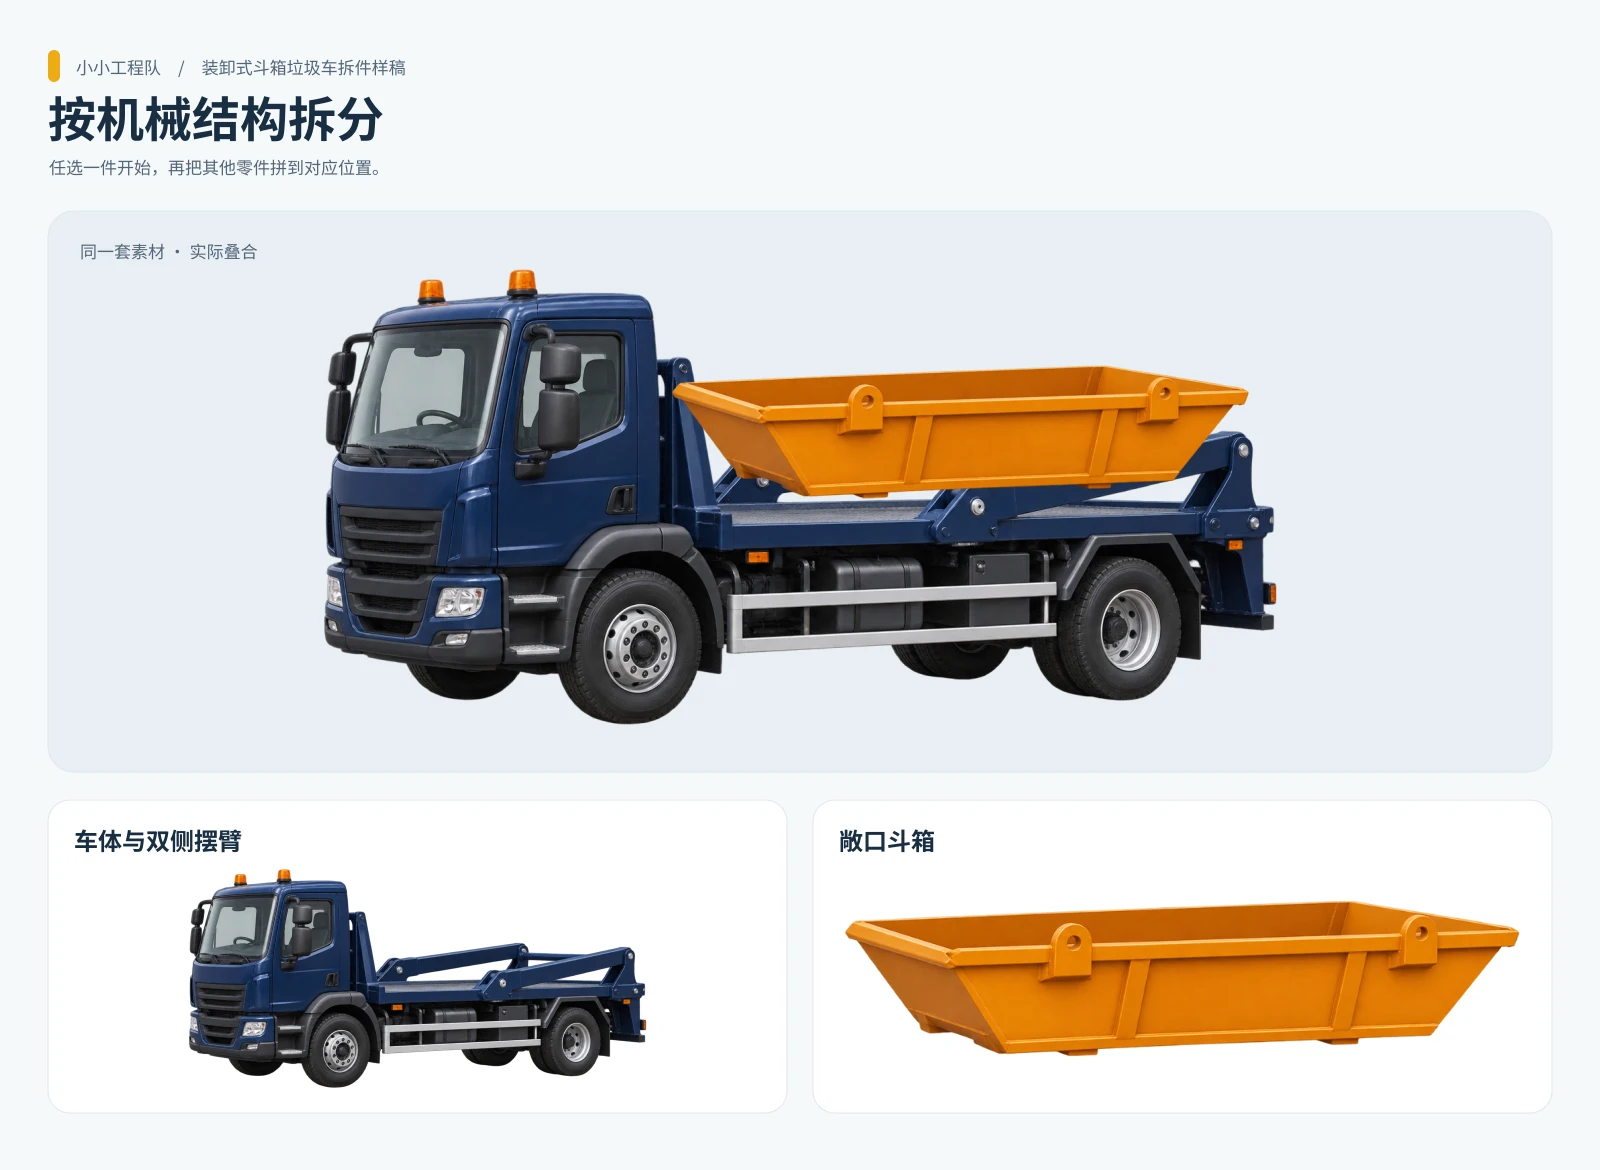 小小工程队 / 装卸式斗箱垃圾车拆件样稿
按机械结构拆分
任选一件开始，再把其他零件拼到对应位置。
同一套素材 · 实际叠合
车体与双侧摆臂
敞口斗箱